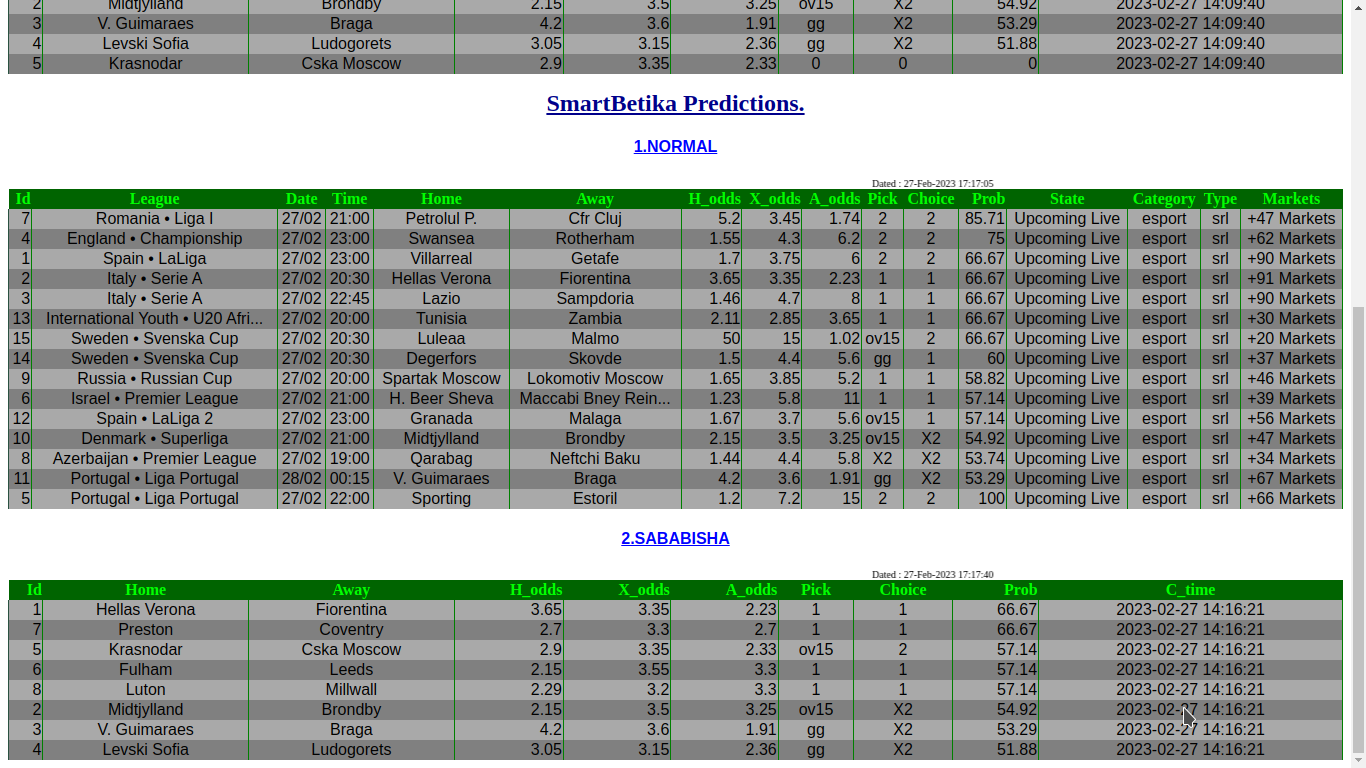 2 Midtjylland Brondby 2.15 3.5 3.25 ov15 X2 54.92 2023-02-27 14:09:40
3 V. Guimaraes Braga 4.2 3.6 1.91 gg X2 53.29 2023-02-27 14:09:40
4 Levski Sofia Ludogorets 3.05 3.15 2.36 gg X2 51.88 2023-02-27 14:09:40
5 Krasnodar Cska Moscow 2.9 3.35 2.33 0 0 0 2023-02-27 14:09:40
SmartBetika Predictions.
1.NORMAL
Dated : 27-Feb-2023 17:17:05
Id League Date Time Home Away H_odds X_odds A_odds Pick Choice Prob State Category Type Markets
7 Romania • Liga I 27/02 21:00 Petrolul P. Cfr Cluj 5.2 3.45 1.74 2 2 85.71 Upcoming Live esport srl +47 Markets
4 England • Championship 27/02 23:00 Swansea Rotherham 1.55 4.3 6.2 2 2 75 Upcoming Live esport srl +62 Markets
1 Spain • LaLiga 27/02 23:00 Villarreal Getafe 1.7 3.75 6 2 2 66.67 Upcoming Live esport srl +90 Markets
2 Italy • Serie A 27/02 20:30 Hellas Verona Fiorentina 3.65 3.35 2.23 1 1 66.67 Upcoming Live esport srl +91 Markets
3 Italy • Serie A 27/02 22:45 Lazio Sampdoria 1.46 4.7 8 1 1 66.67 Upcoming Live esport srl +90 Markets
13 International Youth • U20 Afri... 27/02 20:00 Tunisia Zambia 2.11 2.85 3.65 1 1 66.67 Upcoming Live esport srl +30 Markets
15 Sweden • Svenska Cup 27/02 20:30 Luleaa Malmo 50 15 1.02 ov15 2 66.67 Upcoming Live esport srl +20 Markets
14 Sweden • Svenska Cup 27/02 20:30 Degerfors Skovde 1.5 4.4 5.6 gg 1 60 Upcoming Live esport srl +37 Markets
9 Russia • Russian Cup 27/02 20:00 Spartak Moscow Lokomotiv Moscow 1.65 3.85 5.2 1 1 58.82 Upcoming Live esport srl +46 Markets
6 Israel • Premier League 27/02 21:00 H. Beer Sheva Maccabi Bney Rein... 1.23 5.8 11 1 1 57.14 Upcoming Live esport srl +39 Markets
12 Spain • LaLiga 2 27/02 23:00 Granada Malaga 1.67 3.7 5.6 ov15 1 57.14 Upcoming Live esport srl +56 Markets
10 Denmark • Superliga 27/02 21:00 Midtjylland Brondby 2.15 3.5 3.25 ov15 X2 54.92 Upcoming Live esport srl +47 Markets
8 Azerbaijan • Premier League 27/02 19:00 Qarabag Neftchi Baku 1.44 4.4 5.8 X2 X2 53.74 Upcoming Live esport srl +34 Markets
11 Portugal • Liga Portugal 28/02 00:15 V. Guimaraes Braga 4.2 3.6 1.91 gg X2 53.29 Upcoming Live esport srl +67 Markets
5 Portugal • Liga Portugal 27/02 22:00 Sporting Estoril 1.2 7.2 15 2 2 100 Upcoming Live esport srl +66 Markets
2.SABABISHA
Dated : 27-Feb-2023 17:17:40
Id Home Away H_odds X_odds A_odds Pick Choice Prob C_time
1 Hellas Verona Fiorentina 3.65 3.35 2.23 1 1 66.67 2023-02-27 14:16:21
7 Preston Coventry 2.7 3.3 2.7 1 1 66.67 2023-02-27 14:16:21
5 Krasnodar Cska Moscow 2.9 3.35 2.33 ov15 2 57.14 2023-02-27 14:16:21
6 Fulham Leeds 2.15 3.55 3.3 1 1 57.14 2023-02-27 14:16:21
8 Luton Millwall 2.29 3.2 3.3 1 1 57.14 2023-02-27 14:16:21
2 Midtjylland Brondby 2.15 3.5 3.25 ov15 X2 54.92 2023-02-27 14:16:21
3 V. Guimaraes Braga 4.2 3.6 1.91 gg X2 53.29 2023-02-27 14:16:21
4 Levski Sofia Ludogorets 3.05 3.15 2.36 gg X2 51.88 2023-02-27 14:16:21